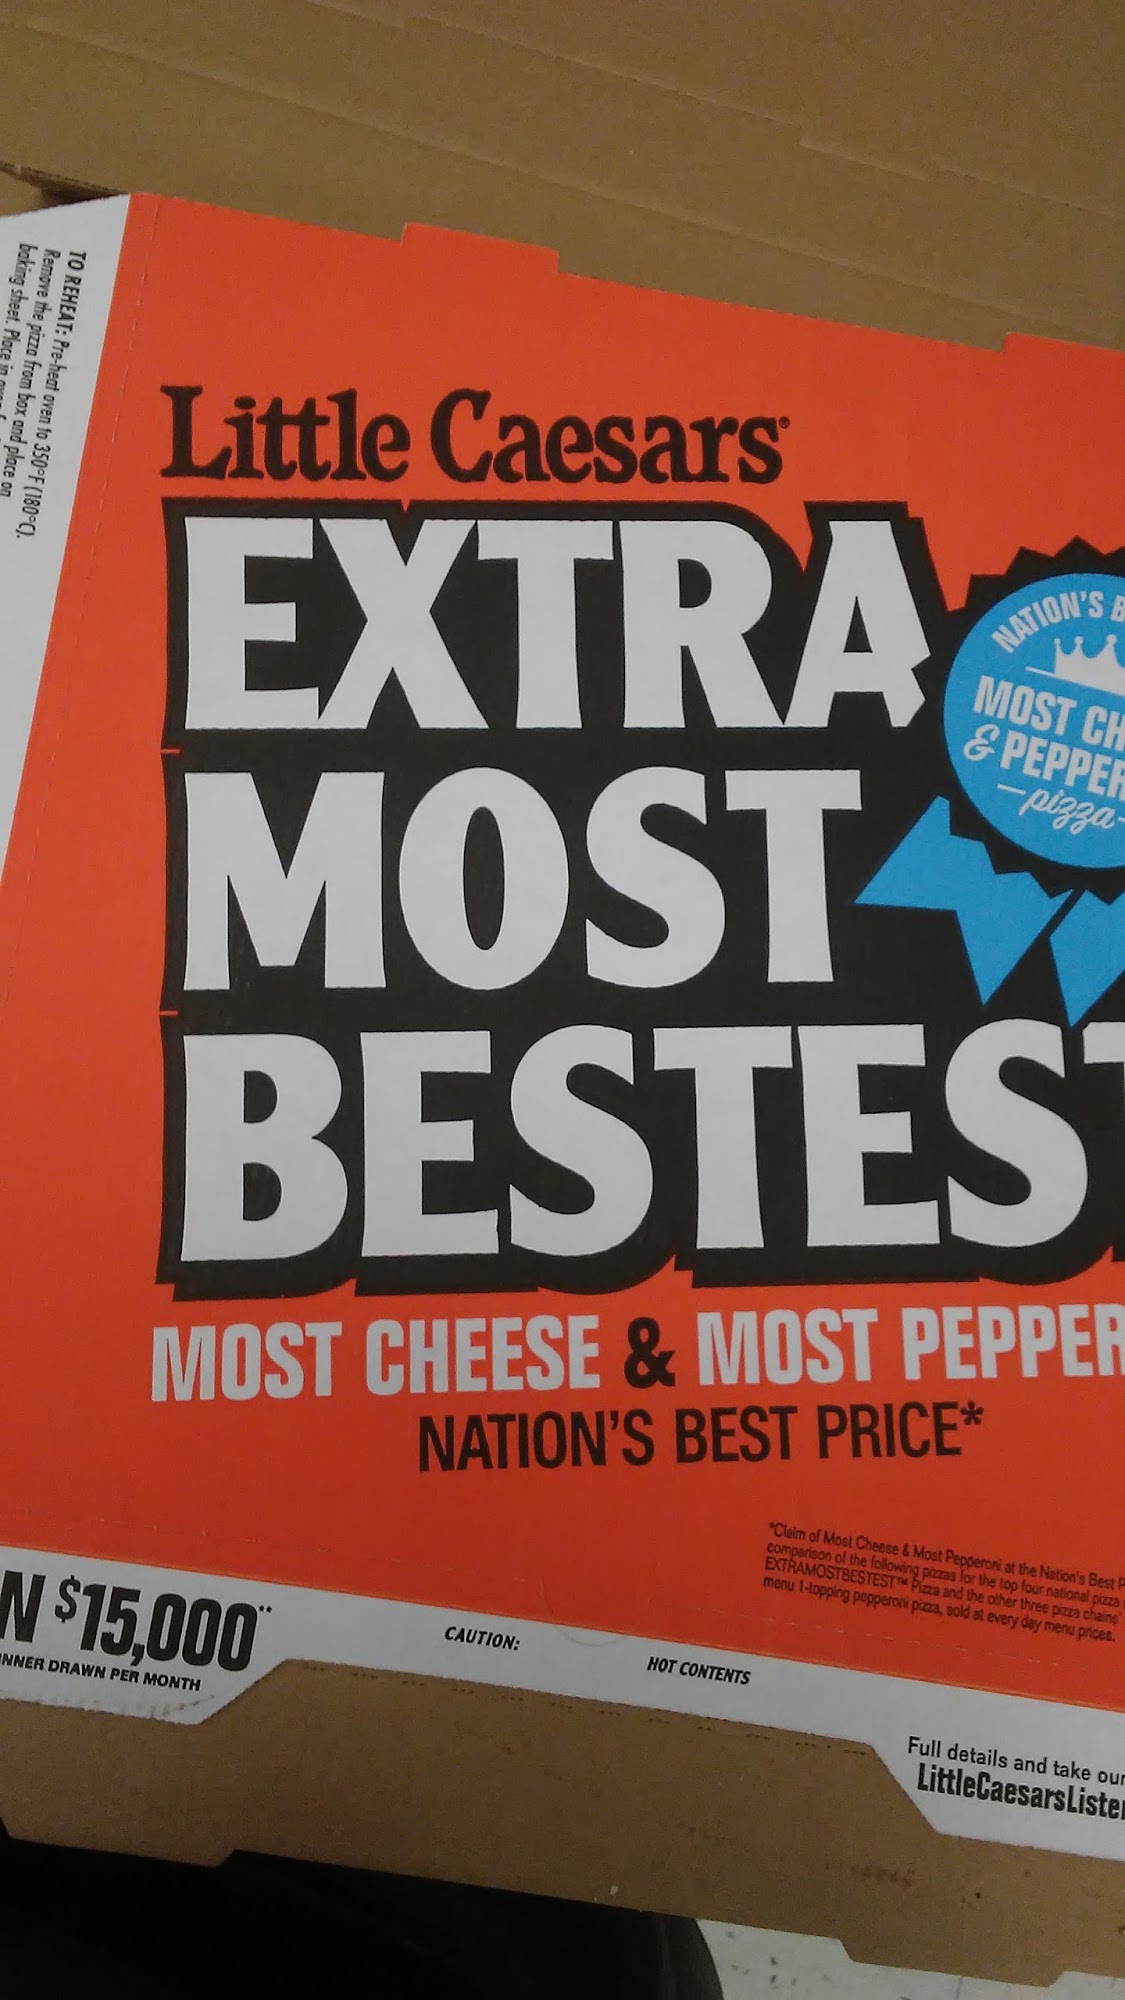 TO REHEAT: Pre-heat oven to 350°F (180°C).
Remove the pizza from box and place on
baking sheet. Place in
Little Caesars®
EXTRA
MOST
BESTEST
NATION'S B
MOST CH
& PEPPER
pizza
MOST CHEESE & MOST PEPPER
NATION'S BEST PRICE*
*Claim of Most Cheese & Most Pepperoni at the Nation's Best P
comparison of the following pizzas for the top four national pizza
EXTRAMOSTBESTEST™ Pizza and the other three pizza chains'
menu 1-topping pepperoni pizza, sold at every day menu prices.
N $15,000**
INNER DRAWN PER MONTH
CAUTION:
HOT CONTENTS
Full details and take our
LittleCaesarsListe